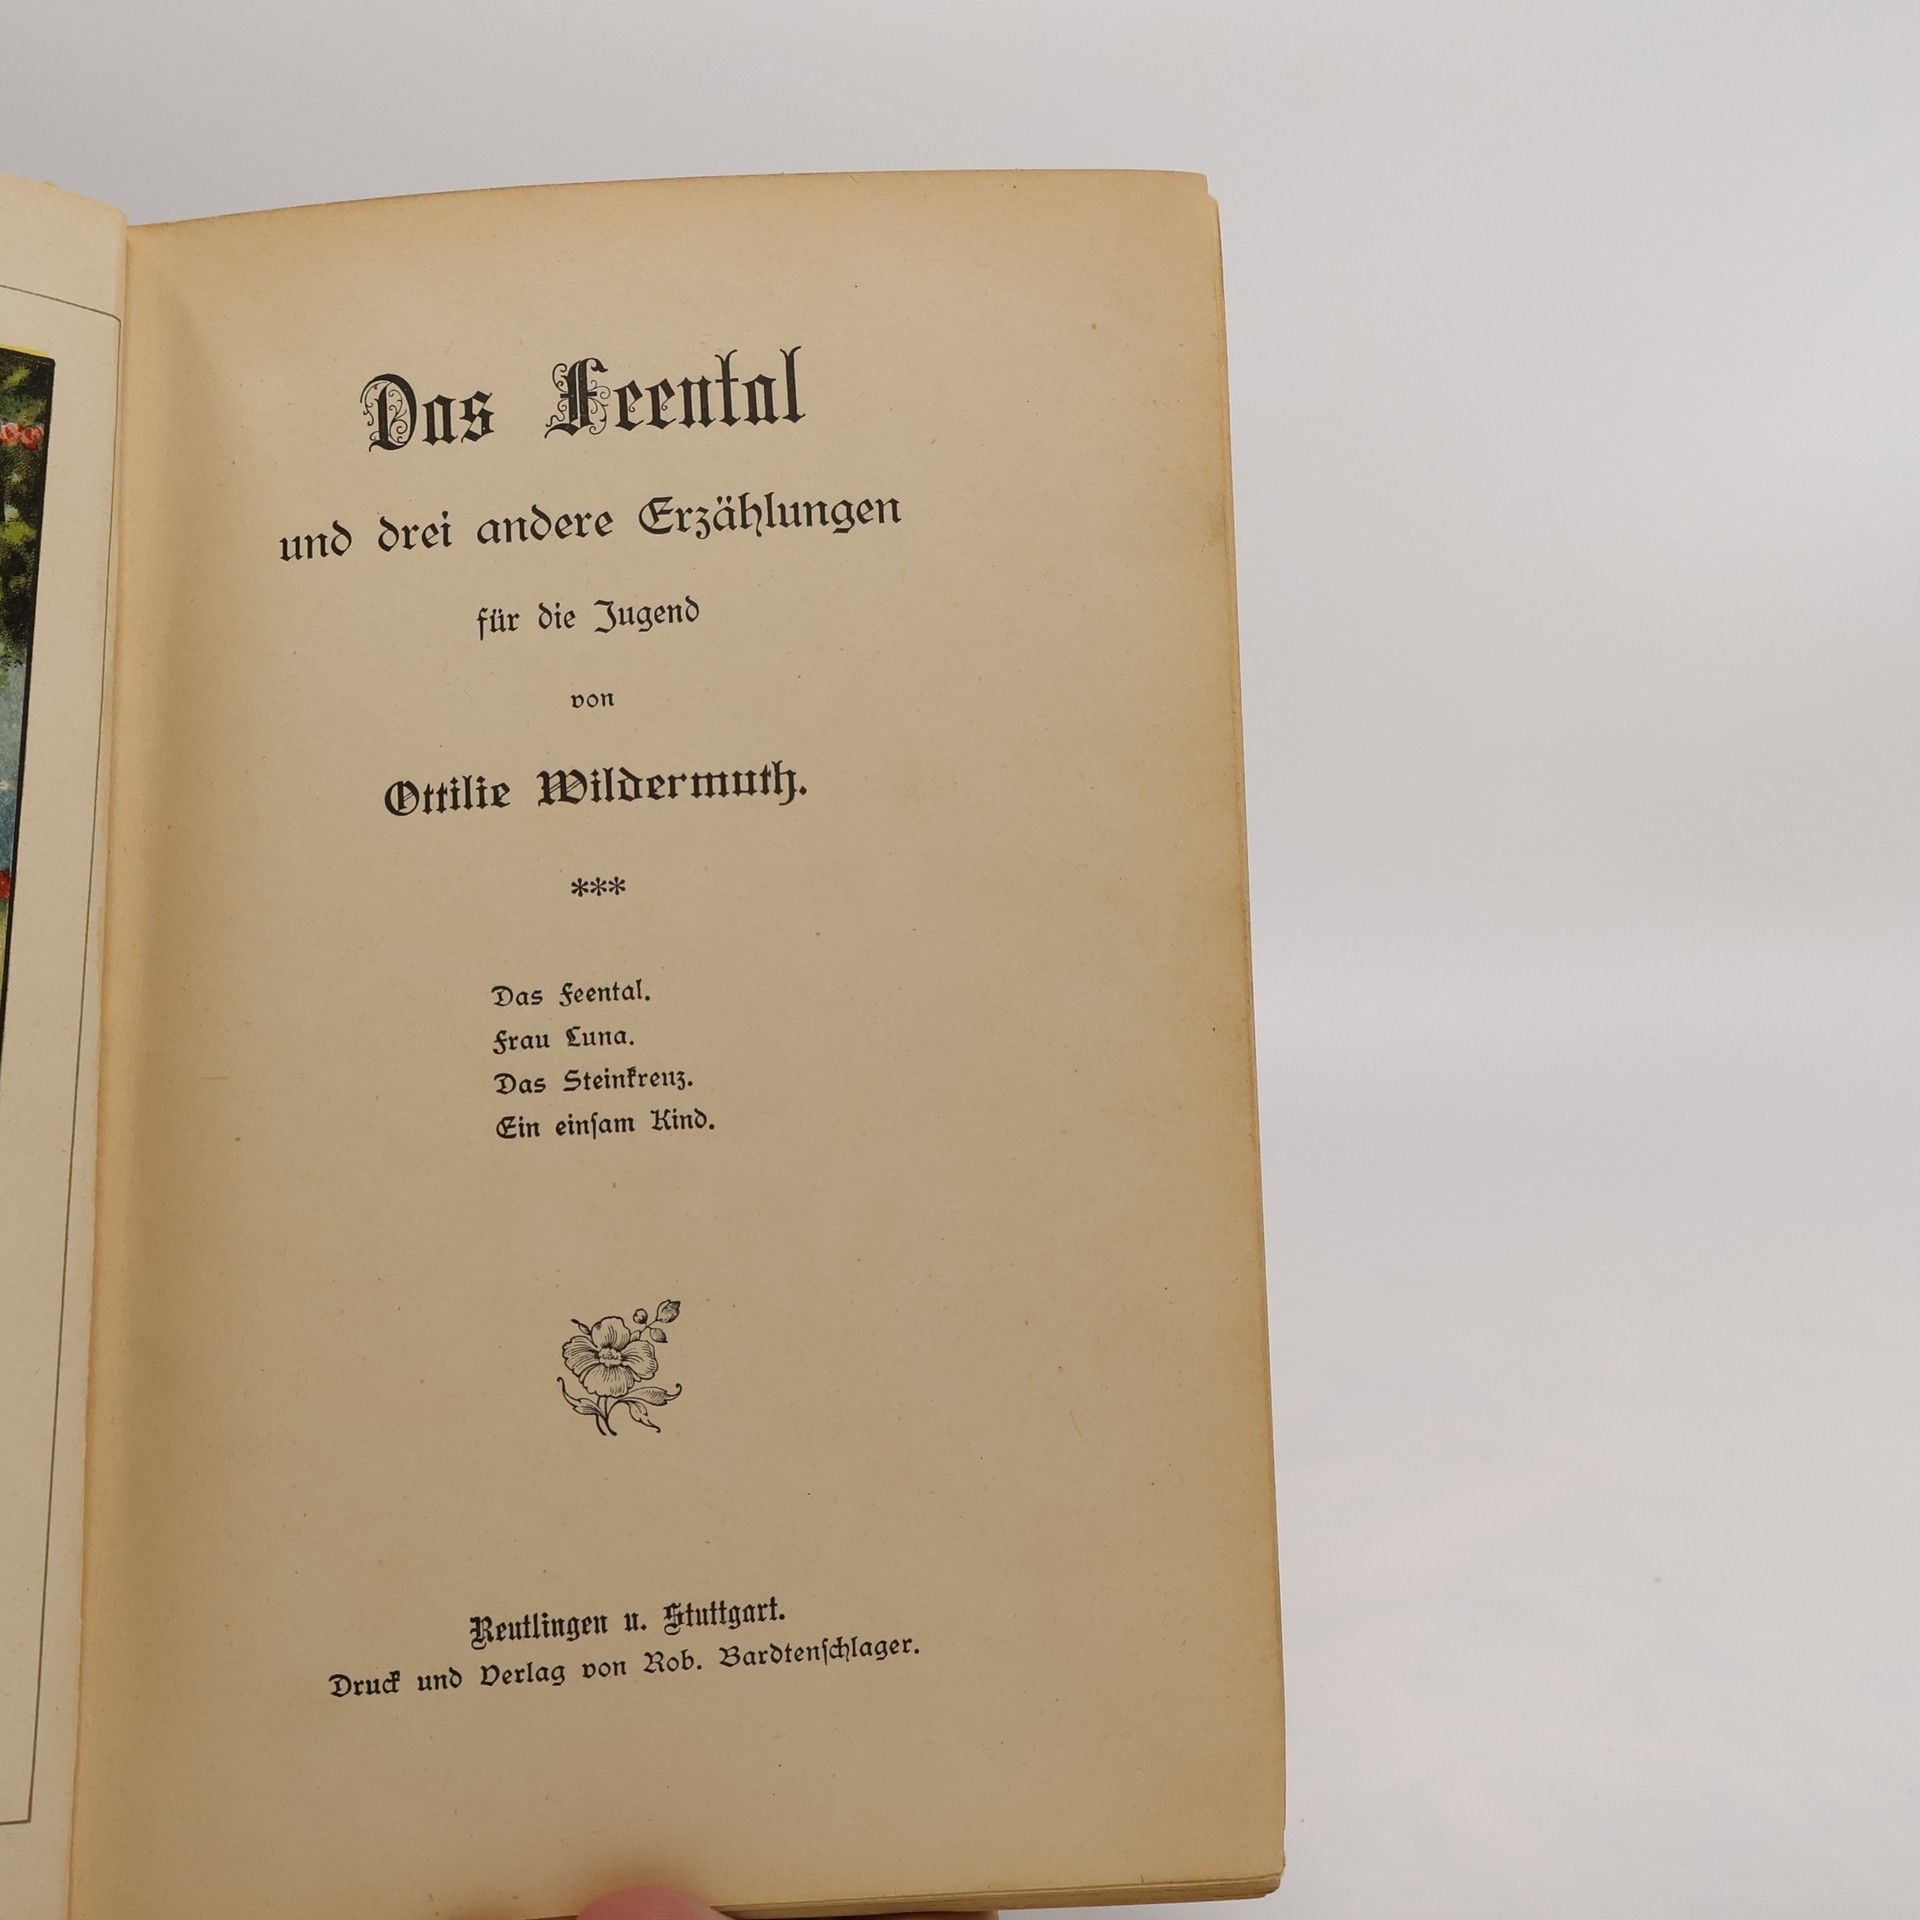 Das Feental
und drei andere Erzählungen
für die Jugend
von
Ottilie Wildermuth.
***
Das Feental.
Frau Luna.
Das Steinkreuz.
Ein einſam Kind.
Reutlingen u. Stuttgart.
Druck und Verlag von Rob. Bardtenſchlager.